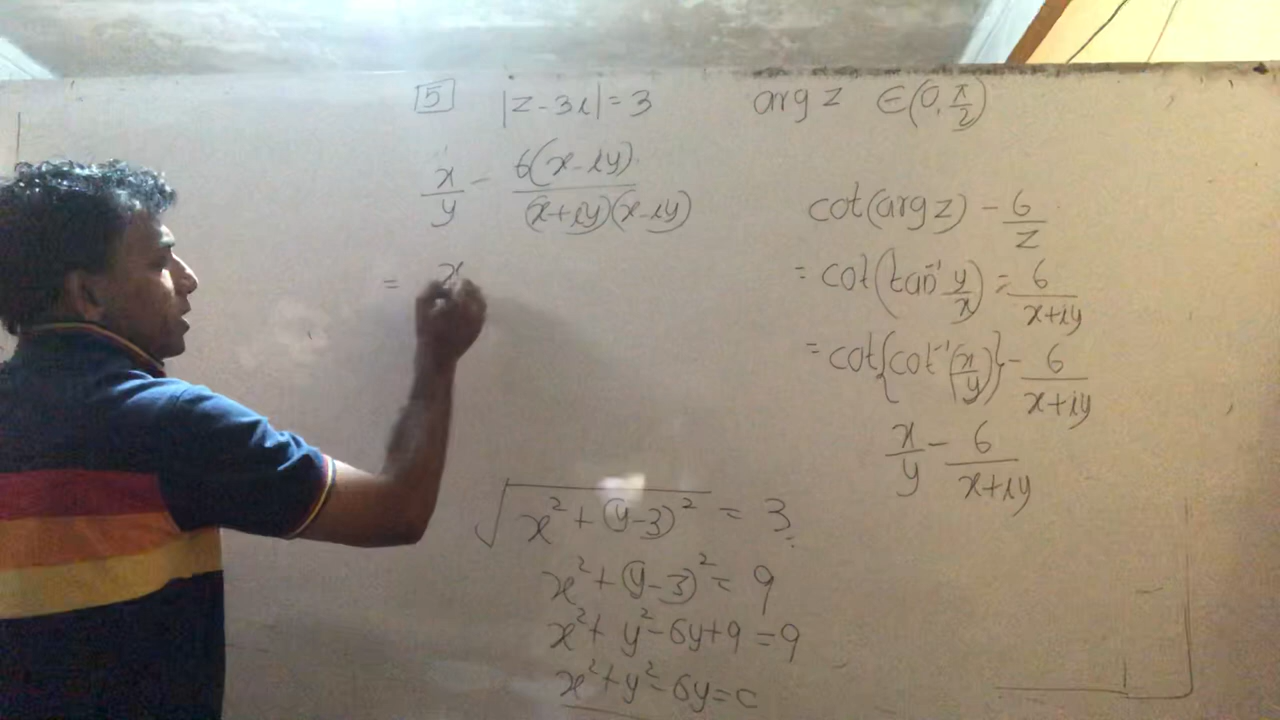 5 |z-3i|=3 arg z ∈(0, π/2)
x/y - 6(x-iy)/(x+iy)(x-iy)
= x
cot(arg z) - 6/z
= cot(tan⁻¹ y/x) = 6/x+iy
= cot{cot⁻¹(x/y)} - 6/x+iy
x/y - 6/x+iy
√x²+(y-3)² = 3
x²+(y-3)² = 9
x²+y²-6y+9=9
x²+y²-6y=c